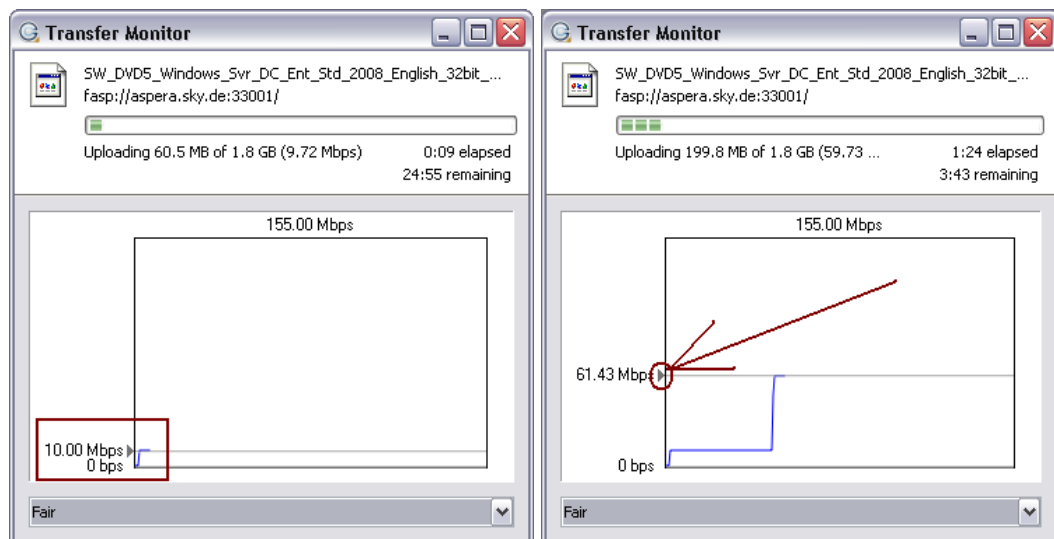 Transfer Monitor
SW_DVD5_Windows_Svr_DC_Ent_Std_2008_English_32bit_...
fasp://aspera.sky.de:33001/
Uploading 60.5 MB of 1.8 GB (9.72 Mbps) 0:09 elapsed
24:55 remaining
155.00 Mbps
10.00 Mbps
0 bps
Fair
Transfer Monitor
SW_DVD5_Windows_Svr_DC_Ent_Std_2008_English_32bit_...
fasp://aspera.sky.de:33001/
Uploading 199.8 MB of 1.8 GB (59.73 ... 1:24 elapsed
3:43 remaining
155.00 Mbps
61.43 Mbps
0 bps
Fair